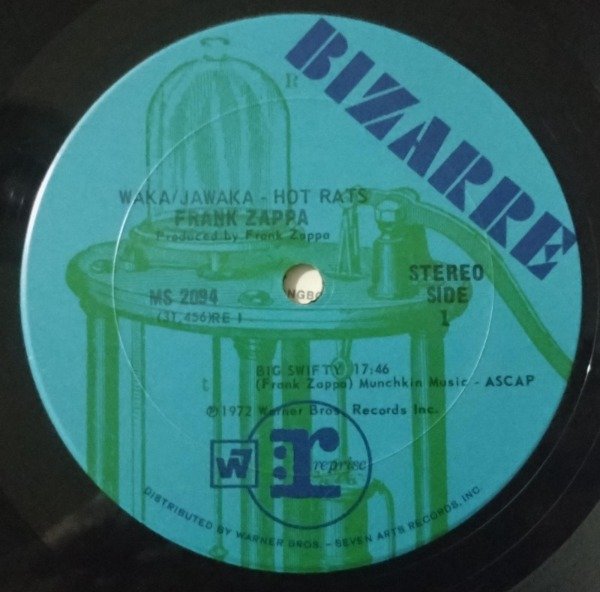 BIZARRE
R
WAKA/JAWAKA - HOT RATS
FRANK ZAPPA
Produced by Frank Zappa
MS 2094
(31,456)RE 1
STEREO
SIDE
1
BIG SWIFTY 17:46
(Frank Zappa) Munchkin Music - ASCAP
℗1972 Warner Bros. Records Inc.
W7
r:
reprise
DISTRIBUTED BY WARNER BROS. - SEVEN ARTS RECORDS, INC.